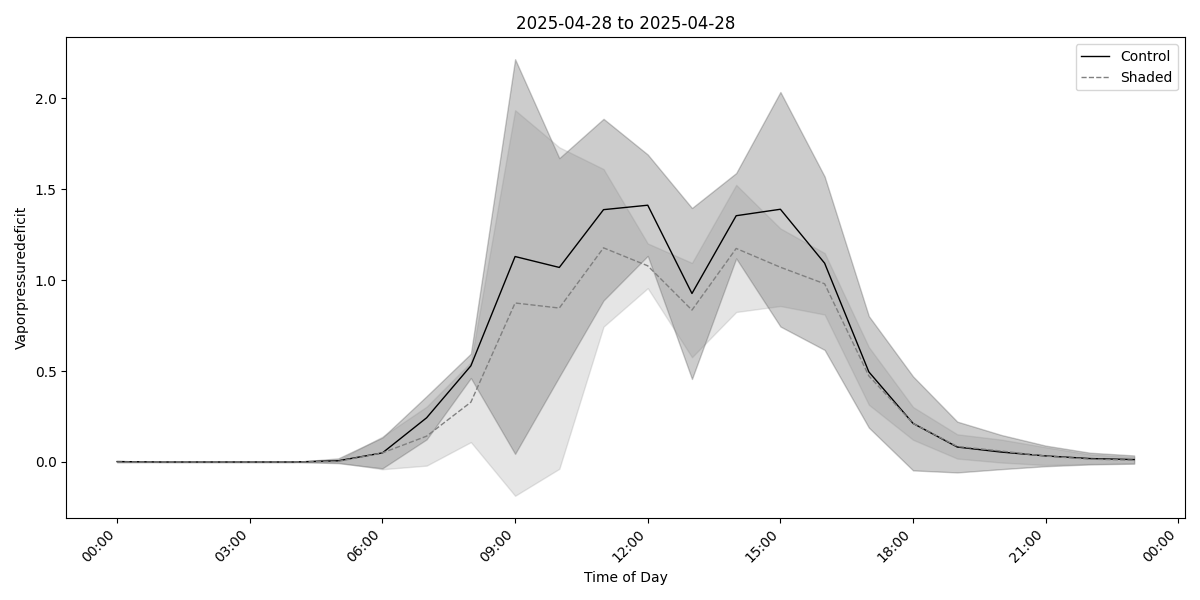 2025-04-28 to 2025-04-28
Control
Shaded
Vaporpressuredeficit
2.0
1.5
1.0
0.5
0.0
00:00
03:00
06:00
09:00
12:00
15:00
18:00
21:00
00:00
Time of Day